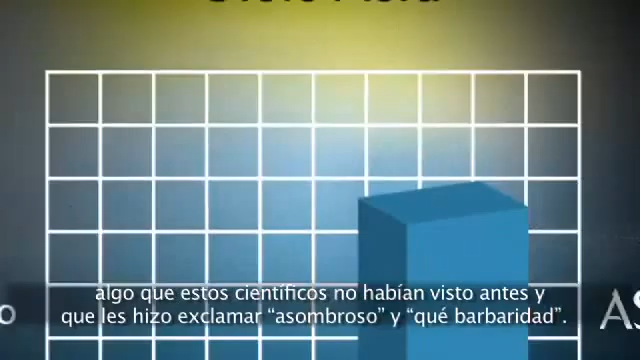 algo que estos científicos no habían visto antes y
que les hizo exclamar “asombroso” y “qué barbaridad”.